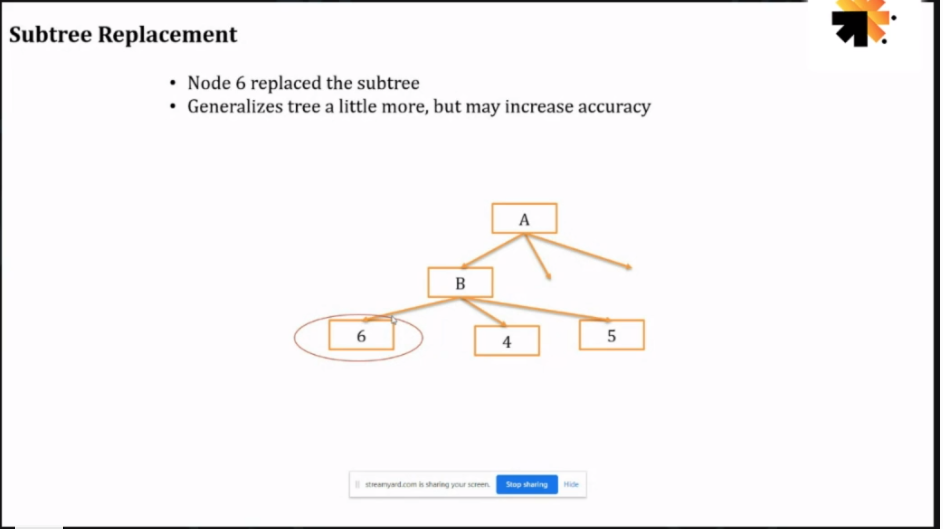 Subtree Replacement
• Node 6 replaced the subtree
• Generalizes tree a little more, but may increase accuracy
A
B
6
4
5
streamyard.com is sharing your screen. Stop sharing Hide